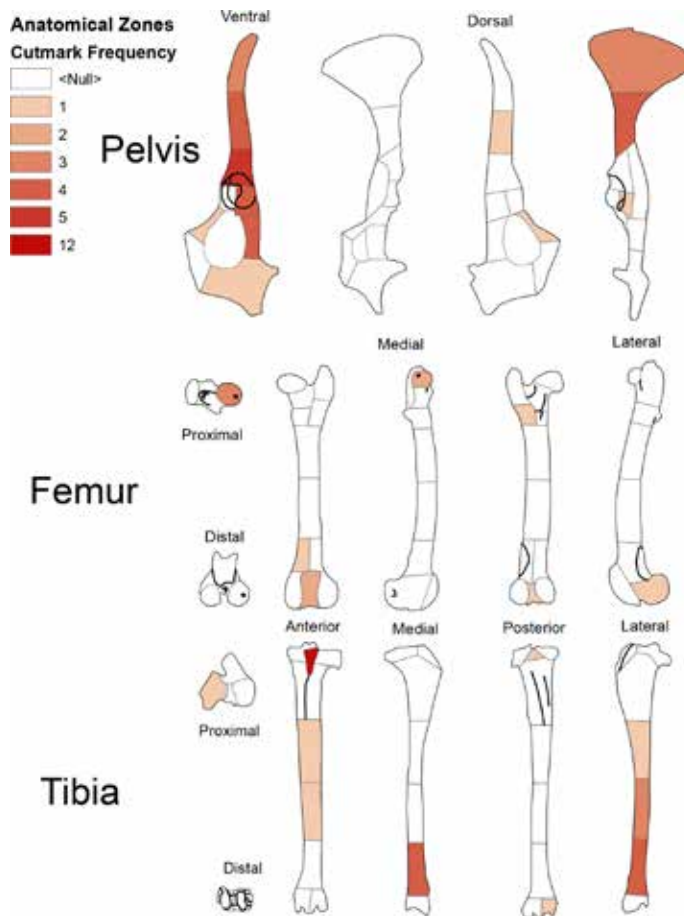 Anatomical Zones
Cutmark Frequency
<Null>
1
2
3
4
5
12
Ventral
Dorsal
Pelvis
Medial
Lateral
Proximal
Femur
Distal
Anterior
Medial
Posterior
Lateral
Proximal
Tibia
Distal